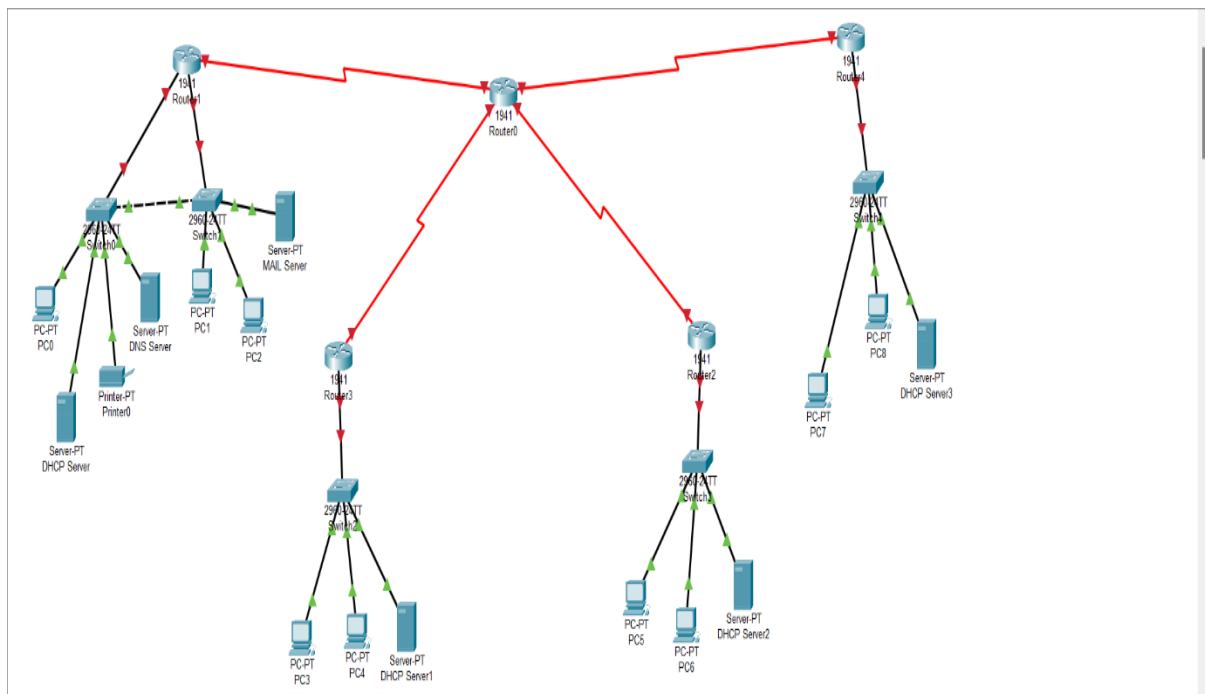 1941
Router1
1941
Router0
1941
Router4
2960-24TT
Switch0
2960-24TT
Switch1
Server-PT
MAIL Server
2960-24TT
Switch4
PC-PT
PC0
Server-PT
DNS Server
PC-PT
PC1
PC-PT
PC2
Printer-PT
Printer0
Server-PT
DHCP Server
1941
Router3
1941
Router2
PC-PT
PC8
Server-PT
DHCP Server3
PC-PT
PC7
2960-24TT
Switch2
2960-24TT
Switch3
PC-PT
PC3
PC-PT
PC4
Server-PT
DHCP Server1
PC-PT
PC5
PC-PT
PC6
Server-PT
DHCP Server2